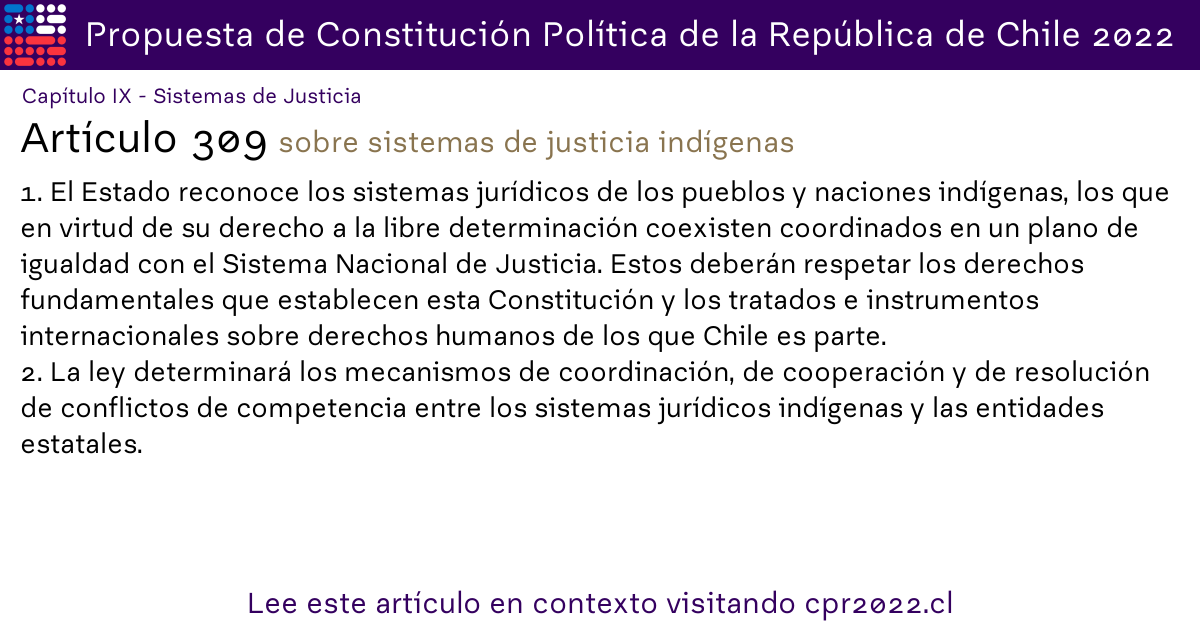 Propuesta de Constitución Política de la República de Chile 2022
Capítulo IX - Sistemas de Justicia
Artículo 309 sobre sistemas de justicia indígenas
1. El Estado reconoce los sistemas jurídicos de los pueblos y naciones indígenas, los que
en virtud de su derecho a la libre determinación coexisten coordinados en un plano de
igualdad con el Sistema Nacional de Justicia. Estos deberán respetar los derechos
fundamentales que establecen esta Constitución y los tratados e instrumentos
internacionales sobre derechos humanos de los que Chile es parte.
2. La ley determinará los mecanismos de coordinación, de cooperación y de resolución
de conflictos de competencia entre los sistemas jurídicos indígenas y las entidades
estatales.
Lee este artículo en contexto visitando cpr2022.cl